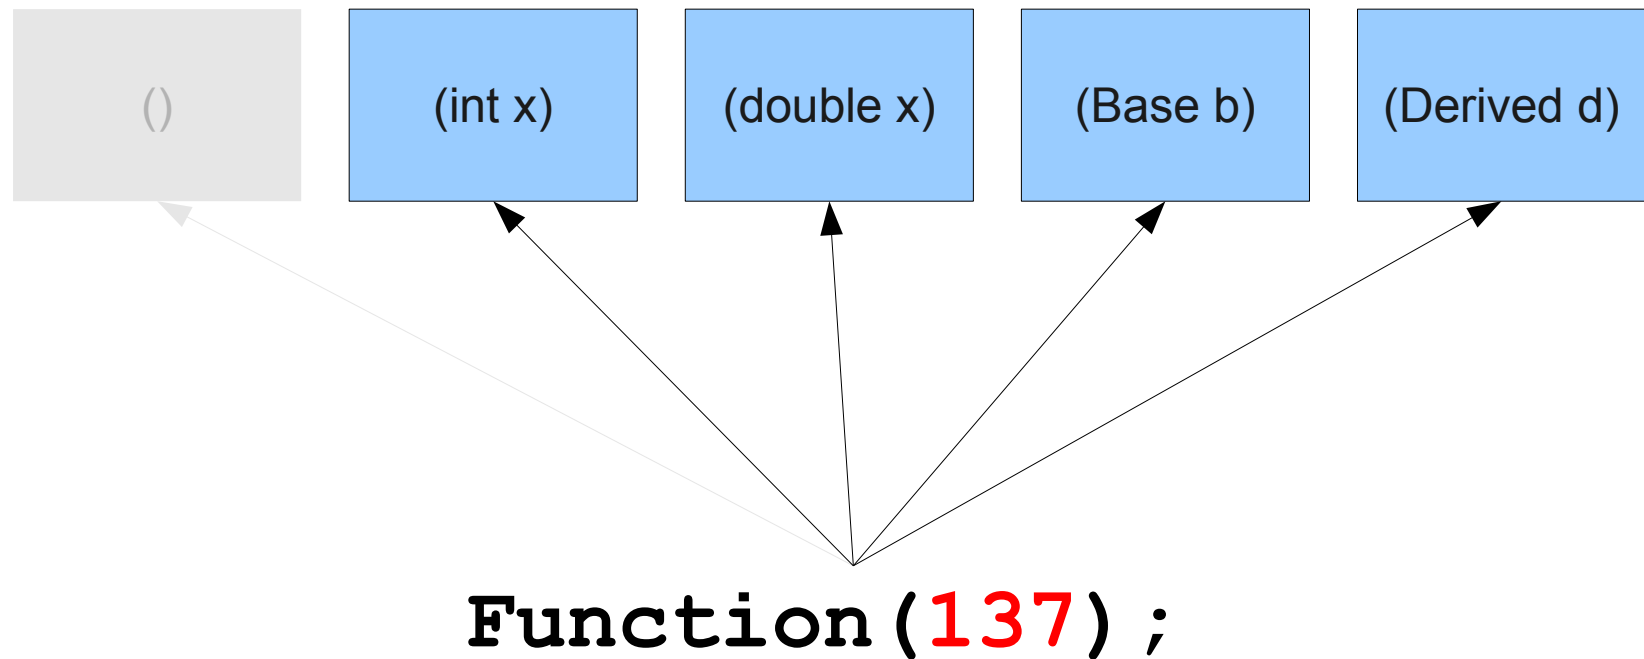 () (int x) (double x) (Base b) (Derived d)
Function(137);